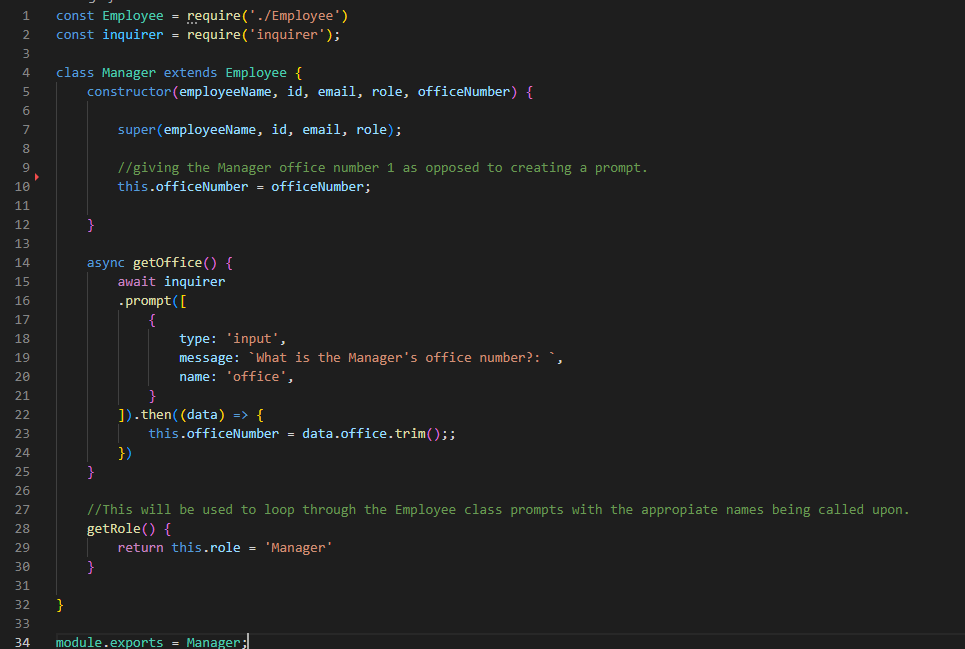 1 const Employee = require('./Employee')
2 const inquirer = require('inquirer');
3
4 class Manager extends Employee {
5 constructor(employeeName, id, email, role, officeNumber) {
6
7 super(employeeName, id, email, role);
8
9 //giving the Manager office number 1 as opposed to creating a prompt.
10 this.officeNumber = officeNumber;
11
12 }
13
14 async getOffice() {
15 await inquirer
16 .prompt([
17 {
18 type: 'input',
19 message: `What is the Manager's office number?: `,
20 name: 'office',
21 }
22 ]).then((data) => {
23 this.officeNumber = data.office.trim();;
24 })
25 }
26
27 //This will be used to loop through the Employee class prompts with the appropiate names being called upon.
28 getRole() {
29 return this.role = 'Manager'
30 }
31
32 }
33
34 module.exports = Manager;